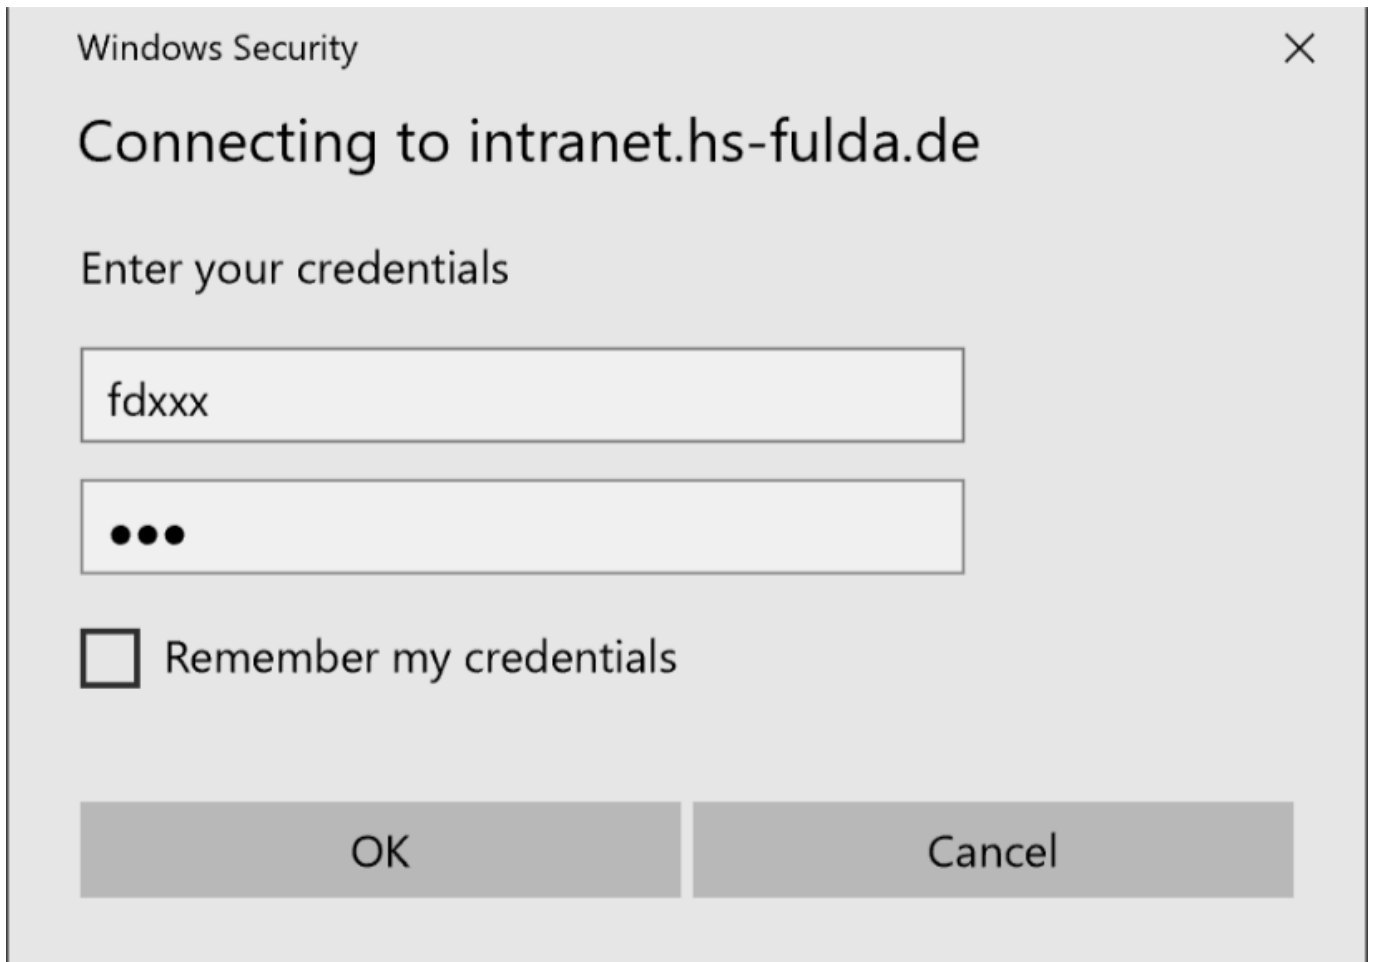 Windows Security
Connecting to intranet.hs-fulda.de
Enter your credentials
fdxxx
●●●
Remember my credentials
OK
Cancel